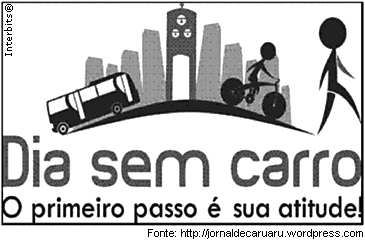 Interbits®
Dia sem carro
O primeiro passo é sua atitude!
Fonte: http://jornaldecaruaru.wordpress.com